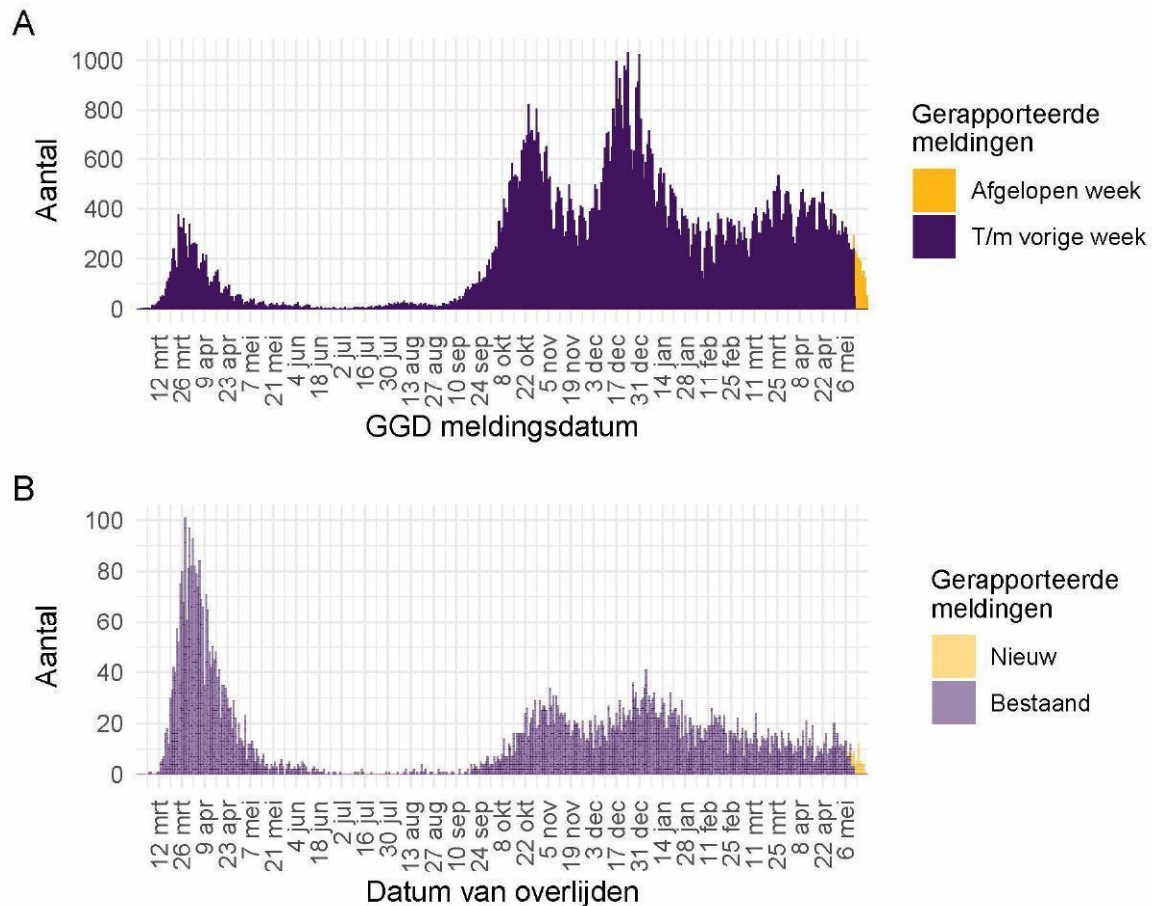 A
1000
800
600
400
200
0
Aantal
12 mrt
26 mrt
9 apr
23 apr
7 mei
21 mei
4 jun
18 jun
2 jul
16 jul
30 jul
13 aug
27 aug
10 sep
24 sep
8 okt
22 okt
5 nov
19 nov
3 dec
17 dec
31 dec
14 jan
28 jan
11 feb
25 feb
11 mrt
25 mrt
8 apr
22 apr
6 mei
GGD meldingsdatum
Gerapporteerde
meldingen
Afgelopen week
T/m vorige week
B
100
80
60
40
20
0
Aantal
12 mrt
26 mrt
9 apr
23 apr
7 mei
21 mei
4 jun
18 jun
2 jul
16 jul
30 jul
13 aug
27 aug
10 sep
24 sep
8 okt
22 okt
5 nov
19 nov
3 dec
17 dec
31 dec
14 jan
28 jan
11 feb
25 feb
11 mrt
25 mrt
8 apr
22 apr
6 mei
Datum van overlijden
Gerapporteerde
meldingen
Nieuw
Bestaand